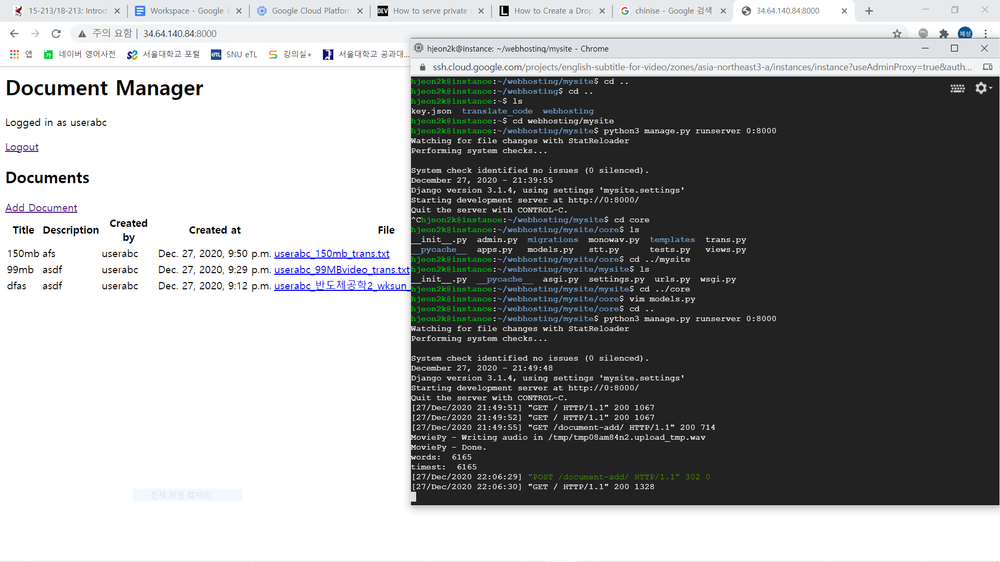 15-213/18-213: Introd
Workspace - Google 문
Google Cloud Platform
How to serve private
How to Create a Drop
chinise - Google 검색
34.64.140.84:8000
주의 요함 | 34.64.140.84:8000
혜성
앱
네이버 영어사전
서울대학교 포털
SNU eTL
강의실+
서울대학교 공과대...
Document Manager
Logged in as userabc
Logout
Documents
Add Document
Title Description Created by Created at File
150mb afs userabc Dec. 27, 2020, 9:50 p.m. userabc_150mb_trans.txt
99mb asdf userabc Dec. 27, 2020, 9:29 p.m. userabc_99MBvideo_trans.txt
dfas asdf userabc Dec. 27, 2020, 9:12 p.m. userabc_반도체공학2_wksun_
전체 화면 캡처(S)
hjeon2k@instance: ~/webhosting/mysite - Chrome
ssh.cloud.google.com/projects/english-subtitle-for-video/zones/asia-northeast3-a/instances/instance?useAdminProxy=true&auth...
hjeon2k@instance:~/webhosting/mysite$ cd ..
hjeon2k@instance:~/webhosting$ cd ..
hjeon2k@instance:~$ ls
key.json  translate_code  webhosting
hjeon2k@instance:~$ cd webhosting/mysite
hjeon2k@instance:~/webhosting/mysite$ python3 manage.py runserver 0:8000
Watching for file changes with StatReloader
Performing system checks...
System check identified no issues (0 silenced).
December 27, 2020 - 21:39:55
Django version 3.1.4, using settings 'mysite.settings'
Starting development server at http://0:8000/
Quit the server with CONTROL-C.
^Chjeon2k@instance:~/webhosting/mysite$ cd core
hjeon2k@instance:~/webhosting/mysite/core$ ls
__init__.py  admin.py  migrations  monowav.py  templates  trans.py
__pycache__  apps.py  models.py  stt.py  tests.py  views.py
hjeon2k@instance:~/webhosting/mysite/core$ cd ../mysite
hjeon2k@instance:~/webhosting/mysite/mysite$ ls
__init__.py  __pycache__  asgi.py  settings.py  urls.py  wsgi.py
hjeon2k@instance:~/webhosting/mysite/mysite$ cd ../core
hjeon2k@instance:~/webhosting/mysite/core$ vim models.py
hjeon2k@instance:~/webhosting/mysite/core$ cd ..
hjeon2k@instance:~/webhosting/mysite$ python3 manage.py runserver 0:8000
Watching for file changes with StatReloader
Performing system checks...
System check identified no issues (0 silenced).
December 27, 2020 - 21:49:48
Django version 3.1.4, using settings 'mysite.settings'
Starting development server at http://0:8000/
Quit the server with CONTROL-C.
[27/Dec/2020 21:49:51] "GET / HTTP/1.1" 200 1067
[27/Dec/2020 21:49:52] "GET / HTTP/1.1" 200 1067
[27/Dec/2020 21:49:55] "GET /document-add/ HTTP/1.1" 200 714
MoviePy - Writing audio in /tmp/tmp08am84n2.upload_tmp.wav
MoviePy - Done.
words:  6165
timest:  6165
[27/Dec/2020 22:06:29] "POST /document-add/ HTTP/1.1" 302 0
[27/Dec/2020 22:06:30] "GET / HTTP/1.1" 200 1328